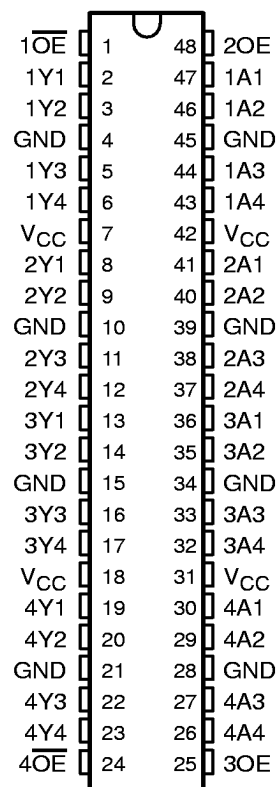 1O̅E̅ 1 48 2OE
1Y1 2 47 1A1
1Y2 3 46 1A2
GND 4 45 GND
1Y3 5 44 1A3
1Y4 6 43 1A4
VCC 7 42 VCC
2Y1 8 41 2A1
2Y2 9 40 2A2
GND 10 39 GND
2Y3 11 38 2A3
2Y4 12 37 2A4
3Y1 13 36 3A1
3Y2 14 35 3A2
GND 15 34 GND
3Y3 16 33 3A3
3Y4 17 32 3A4
VCC 18 31 VCC
4Y1 19 30 4A1
4Y2 20 29 4A2
GND 21 28 GND
4Y3 22 27 4A3
4Y4 23 26 4A4
4O̅E̅ 24 25 3OE